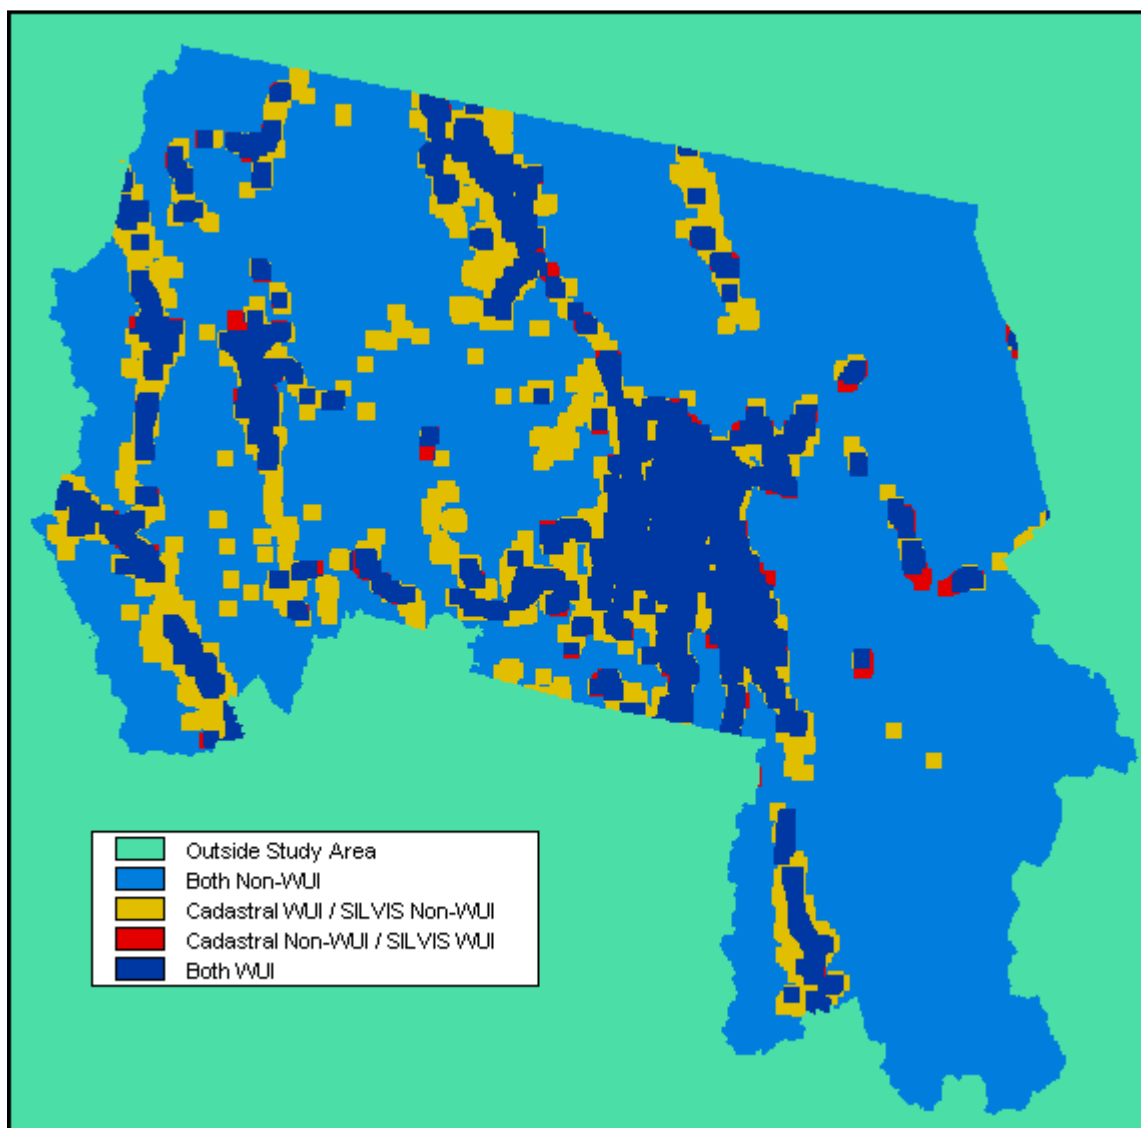 Outside Study Area
Both Non-WUI
Cadastral WUI / SILVIS Non-WUI
Cadastral Non-WUI / SILVIS WUI
Both WUI